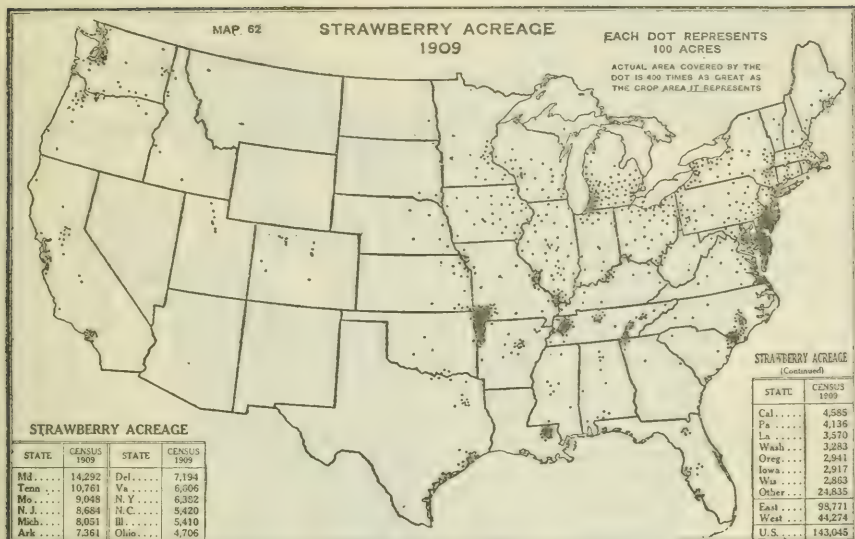 MAP 62
STRAWBERRY ACREAGE
1909
EACH DOT REPRESENTS
100 ACRES
ACTUAL AREA COVERED BY THE
DOT IS 400 TIMES AS GREAT AS
THE CROP AREA IT REPRESENTS
STRAWBERRY ACREAGE
STATE CENSUS 1909 STATE CENSUS 1909
Md..... 14,292 Del..... 7,194
Tenn.... 10,761 Va..... 6,606
Mo..... 9,048 N. Y..... 6,382
N. J..... 8,684 N. C..... 5,420
Mich.... 8,051 Ill..... 5,410
Ark..... 7,361 Ohio..... 4,706
STRAWBERRY ACREAGE
(Continued)
STATE CENSUS 1909
Cal..... 4,585
Pa..... 4,136
La..... 3,570
Wash.... 3,283
Oreg.... 2,941
Iowa.... 2,917
Wis..... 2,863
Other... 24,835
East.... 98,771
West.... 44,274
U.S..... 143,045